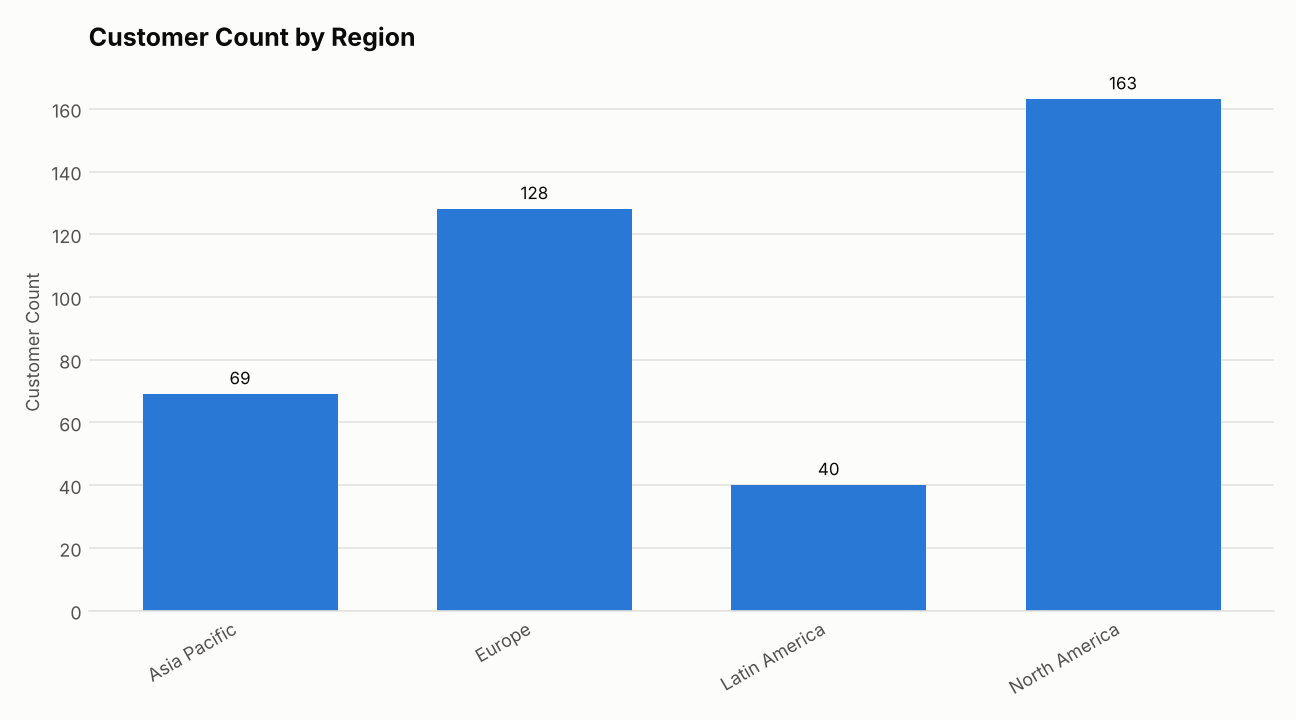 Customer Count by Region
Customer Count
160
140
120
100
80
60
40
20
0
69
128
40
163
Asia Pacific
Europe
Latin America
North America